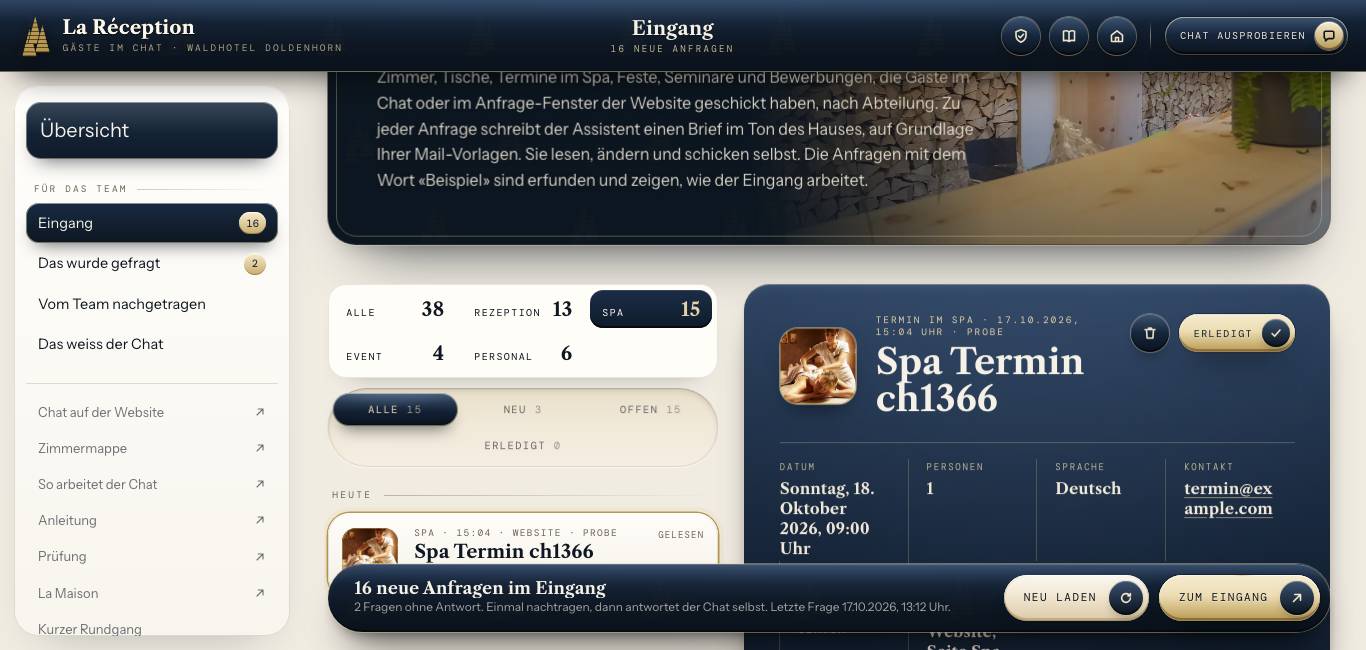 La Réception
GÄSTE IM CHAT · WALDHOTEL DOLDENHORN
Eingang
16 NEUE ANFRAGEN
CHAT AUSPROBIEREN
Übersicht
FÜR DAS TEAM
Eingang 16
Das wurde gefragt 2
Vom Team nachgetragen
Das weiss der Chat
Chat auf der Website
Zimmermappe
So arbeitet der Chat
Anleitung
Prüfung
La Maison
Kurzer Rundgang
Zimmer, Tische, Termine im Spa, Feste, Seminare und Bewerbungen, die Gäste im
Chat oder im Anfrage-Fenster der Website geschickt haben, nach Abteilung. Zu
jeder Anfrage schreibt der Assistent einen Brief im Ton des Hauses, auf Grundlage
Ihrer Mail-Vorlagen. Sie lesen, ändern und schicken selbst. Die Anfragen mit dem
Wort «Beispiel» sind erfunden und zeigen, wie der Eingang arbeitet.
ALLE 38 REZEPTION 13 SPA 15
EVENT 4 PERSONAL 6
ALLE 15 NEU 3 OFFEN 15
ERLEDIGT 0
HEUTE
SPA · 15:04 · WEBSITE · PROBE GELESEN
Spa Termin ch1366
TERMIN IM SPA · 17.10.2026,
15:04 UHR · PROBE
Spa Termin
ch1366
ERLEDIGT
DATUM
Sonntag, 18.
Oktober
2026, 09:00
Uhr
PERSONEN
1
SPRACHE
Deutsch
KONTAKT
termin@ex
ample.com
16 neue Anfragen im Eingang
2 Fragen ohne Antwort. Einmal nachtragen, dann antwortet der Chat selbst. Letzte Frage 17.10.2026, 13:12 Uhr.
NEU LADEN
ZUM EINGANG
Website,
Seite Spa